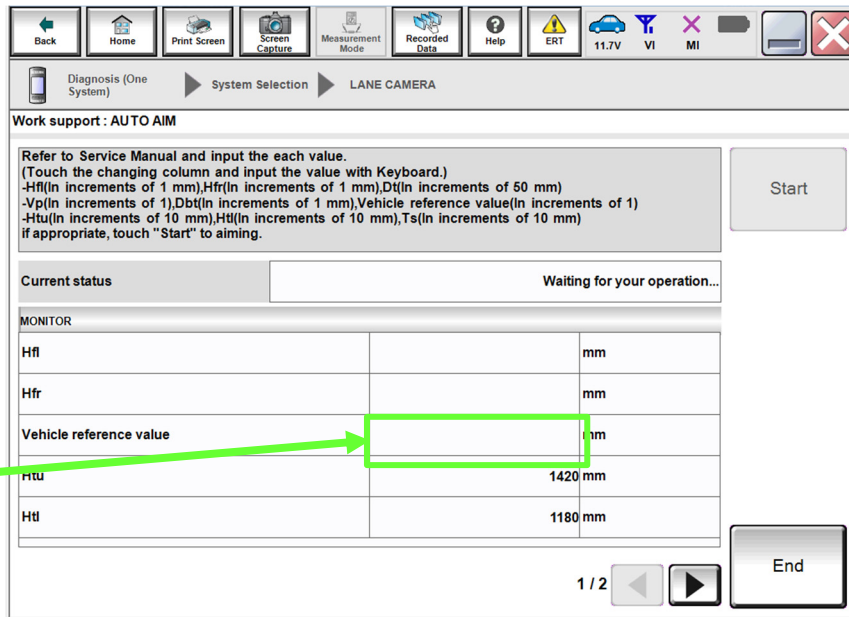 Back
Home
Print Screen
Screen
Capture
Measurement
Mode
Recorded
Data
Help
ERT
11.7V
VI
MI
Diagnosis (One
System)
System Selection
LANE CAMERA
Work support : AUTO AIM
Refer to Service Manual and input the each value.
(Touch the changing column and input the value with Keyboard.)
-Hfl(In increments of 1 mm),Hfr(In increments of 1 mm),Dt(In increments of 50 mm)
-Vp(In increments of 1),Dbt(In increments of 1 mm),Vehicle reference value(In increments of 1)
-Htu(In increments of 10 mm),Htl(In increments of 10 mm),Ts(In increments of 10 mm)
if appropriate, touch "Start" to aiming.
Start
Current status
Waiting for your operation...
MONITOR
Hfl mm
Hfr mm
Vehicle reference value mm
Htu 1420 mm
Htl 1180 mm
1 / 2
End